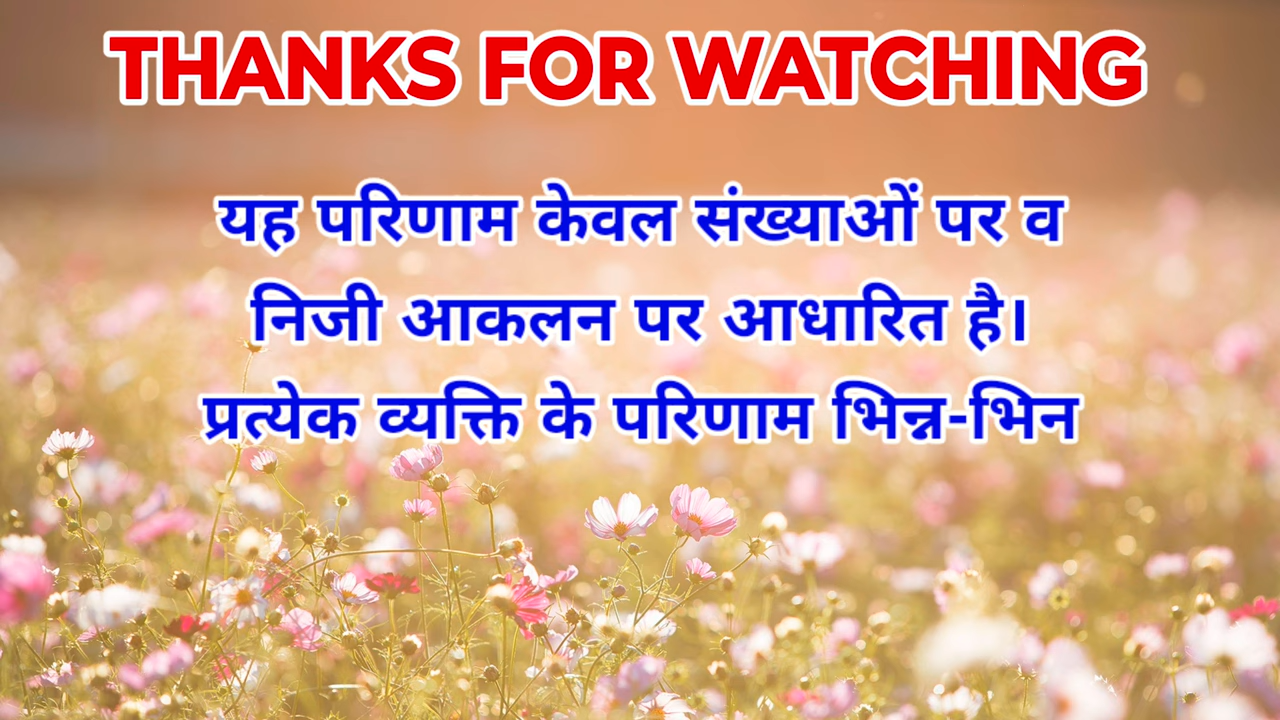 THANKS FOR WATCHING
यह परिणाम केवल संख्याओं पर व
निजी आकलन पर आधारित है।
प्रत्येक व्यक्ति के परिणाम भिन्न-भिन